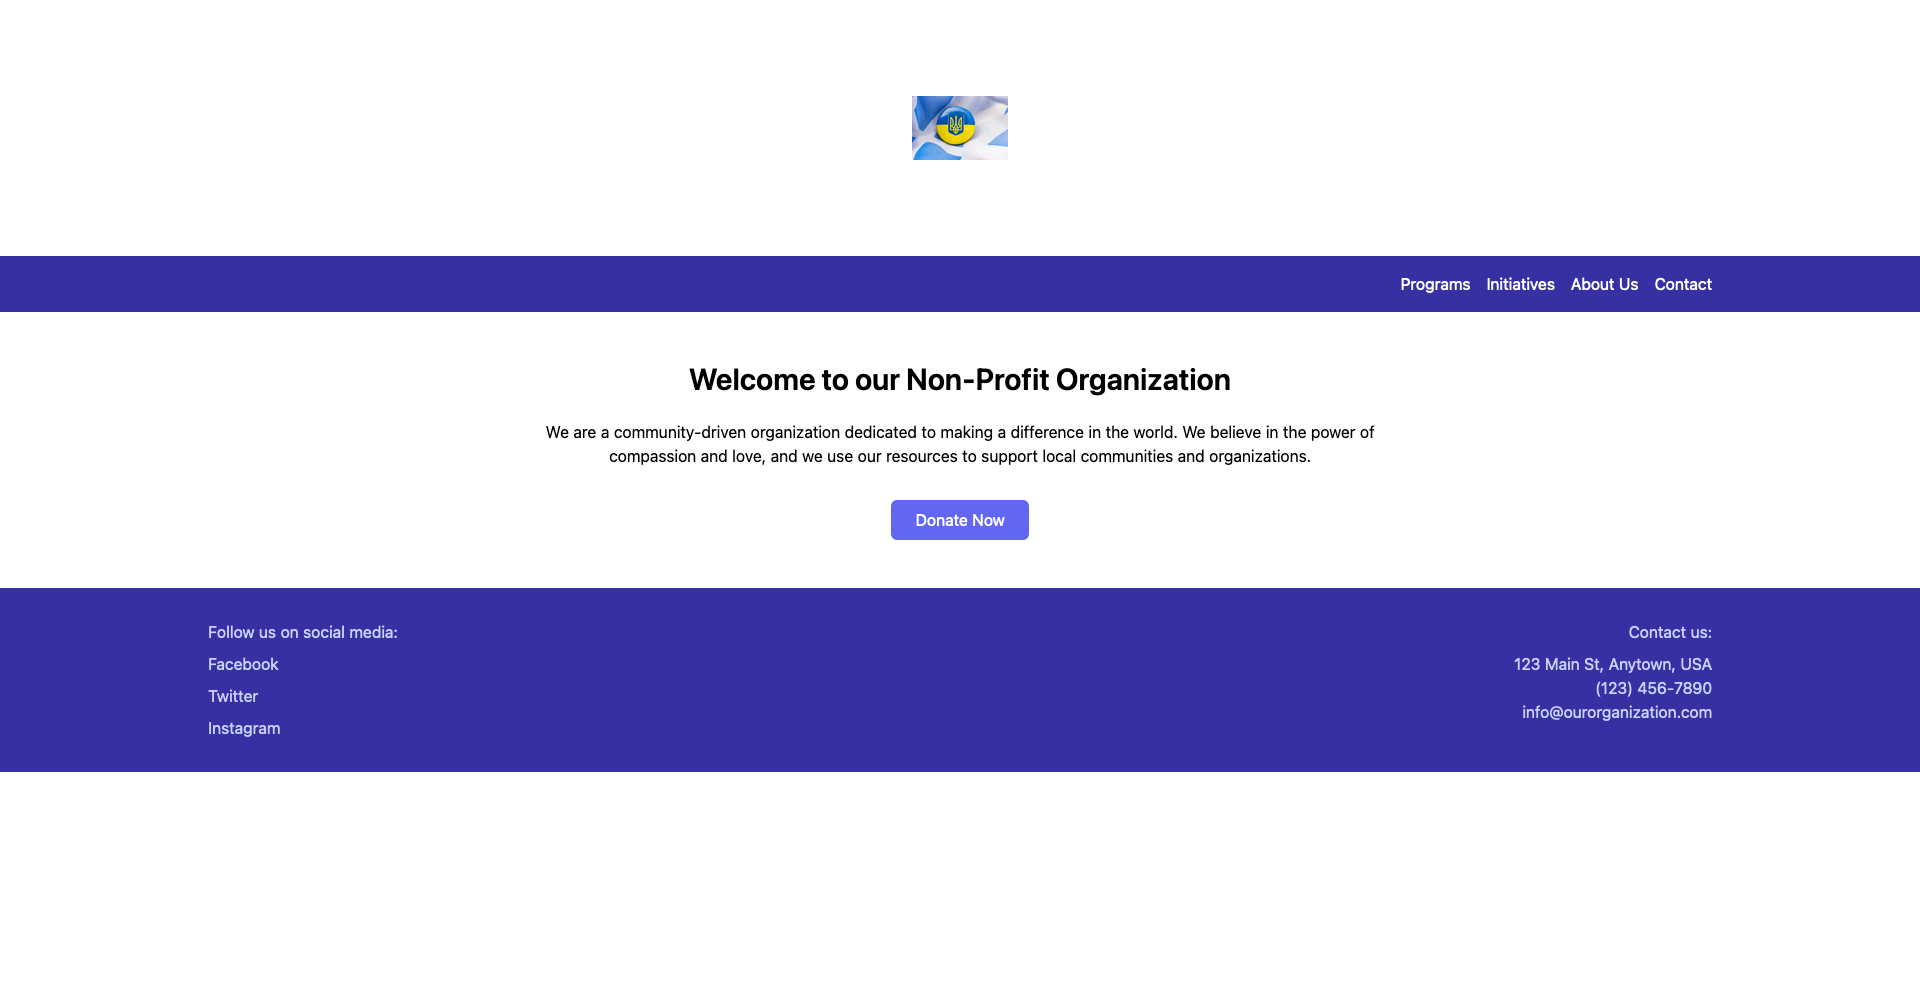 Programs Initiatives About Us Contact
Welcome to our Non-Profit Organization
We are a community-driven organization dedicated to making a difference in the world. We believe in the power of
compassion and love, and we use our resources to support local communities and organizations.
Donate Now
Follow us on social media:
Facebook
Twitter
Instagram
Contact us:
123 Main St, Anytown, USA
(123) 456-7890
info@ourorganization.com